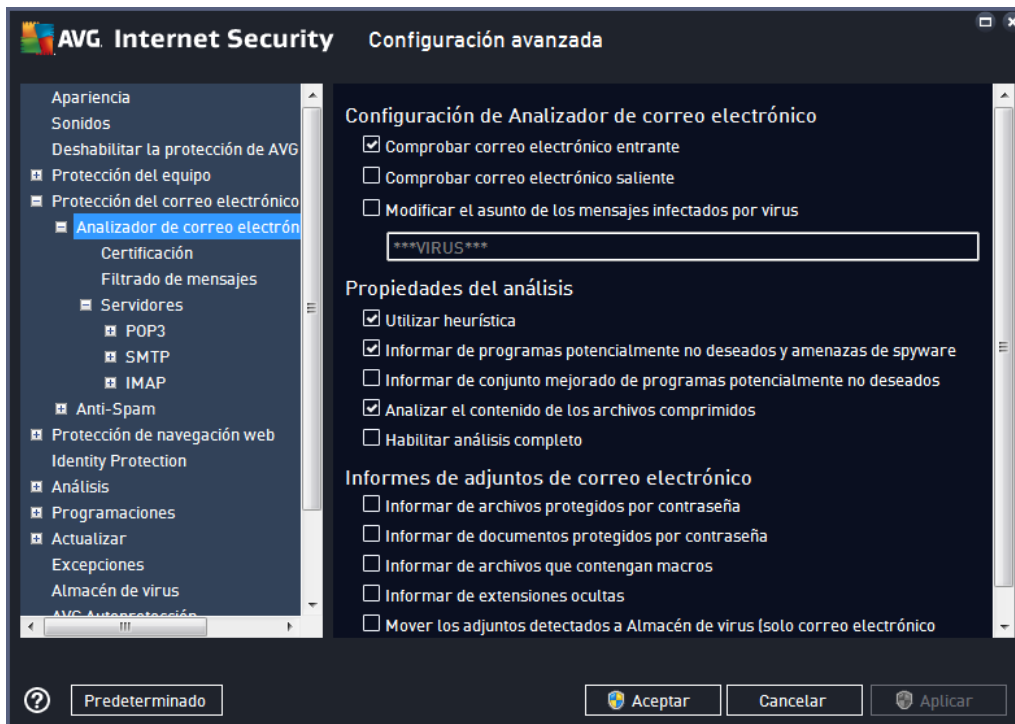 AVG. Internet Security Configuración avanzada
Apariencia
Sonidos
Deshabilitar la protección de AVG
Protección del equipo
Protección del correo electrónico
Analizador de correo electrón
Certificación
Filtrado de mensajes
Servidores
POP3
SMTP
IMAP
Anti-Spam
Protección de navegación web
Identity Protection
Análisis
Programaciones
Actualizar
Excepciones
Almacén de virus
AVG Autoprotección
Configuración de Analizador de correo electrónico
Comprobar correo electrónico entrante
Comprobar correo electrónico saliente
Modificar el asunto de los mensajes infectados por virus
***VIRUS***
Propiedades del análisis
Utilizar heurística
Informar de programas potencialmente no deseados y amenazas de spyware
Informar de conjunto mejorado de programas potencialmente no deseados
Analizar el contenido de los archivos comprimidos
Habilitar análisis completo
Informes de adjuntos de correo electrónico
Informar de archivos protegidos por contraseña
Informar de documentos protegidos por contraseña
Informar de archivos que contengan macros
Informar de extensiones ocultas
Mover los adjuntos detectados a Almacén de virus (solo correo electrónico
Predeterminado
Aceptar
Cancelar
Aplicar